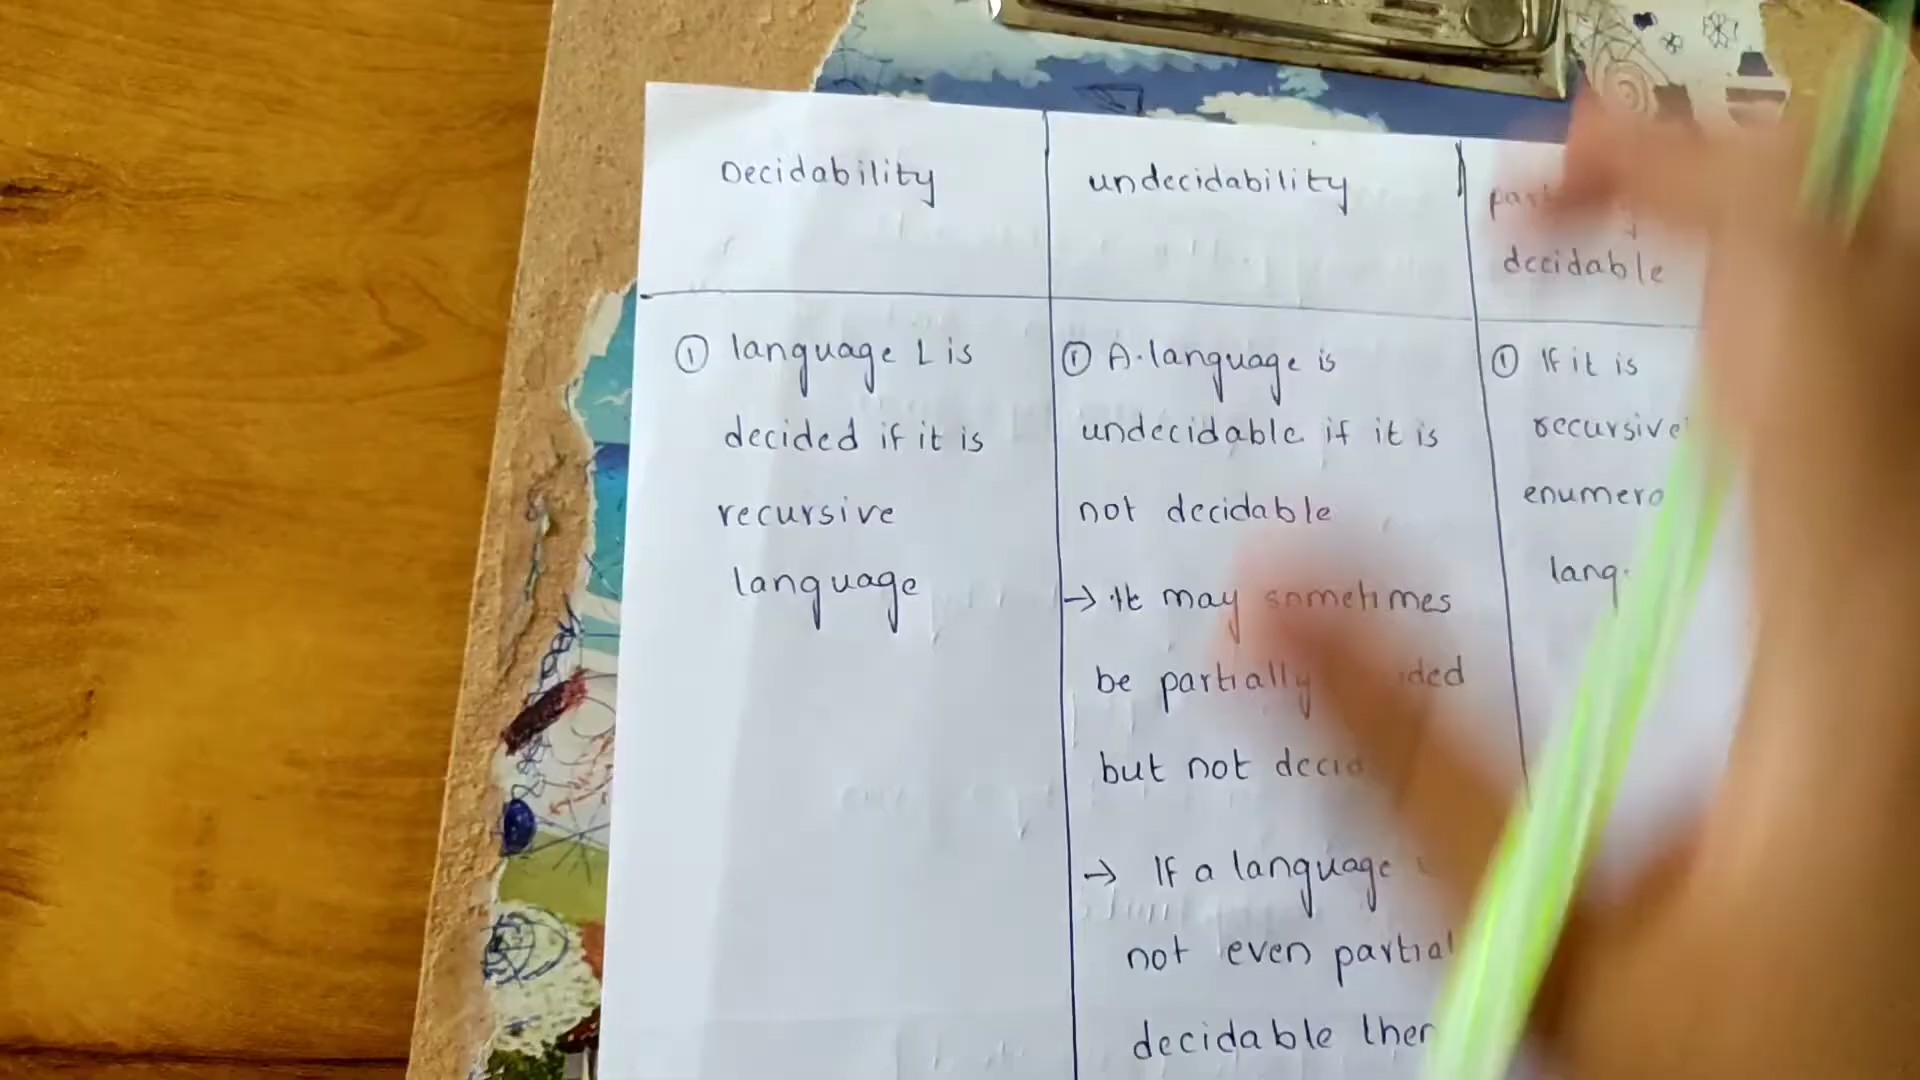 Decidability
undecidability
decidable
① language L is
decided if it is
recursive
language
① A.language is
undecidable if it is
not decidable
→ It may sometimes
be partially
but not
→ If a language
not even
decidable
① If it is
recursive
lang.